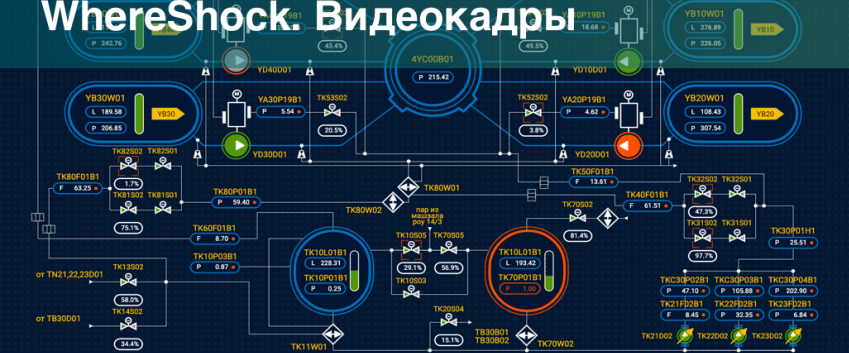 WhereShock. Видеокадры
P 242.76
43.4%
YD40D01
4YC00B01
P 215.42
P19B1
18.68
49.5%
YD10D01
YB10W01
L 276.89
P 226.05
YB10
YB30W01
L 189.58
P 206.85
YB30
YA30P19B1
P 5.54
YD30D01
TK53S02
20.5%
TK52S02
3.8%
YA20P19B1
P 4.62
YD20D01
YB20W01
L 108.43
P 307.54
YB20
TK82S02
TK82S01
1.7%
TK80F01B1
F 63.25
TK81S02
TK81S01
75.1%
TK80P01B1
P 59.40
TK80W01
TK80W02
TK50F01B1
F 13.61
TK40F01B1
F 61.51
TK32S02
TK32S01
47.3%
TK31S02
TK31S01
97.7%
TK30P01H1
P 25.51
TK60F01B1
F 8.70
TK10P03B1
P 0.87
пар из
машзала
роу 14/3
TK10S05
TK70S05
29.1%
56.9%
TK10S03
TK70S02
81.4%
TK10L01B1
L 228.31
TK10P01B1
P 0.25
TK10L01B1
L 193.42
TK70P01B1
P 1.00
от TN21,22,23D01
TK13S02
58.0%
от TB30D01
TK14S02
34.4%
TK11W01
TK20S04
15.1%
TB30B01
TB30B02
TK70W02
TKC30P02B1
P 47.10
TK21F02B1
F 8.45
TK21D02
TKC30P03B1
P 105.88
TK22F02B1
P 32.35
TK22D02
TKC30P04B1
P 202.90
TK23F02B1
F 6.84
TK23D02